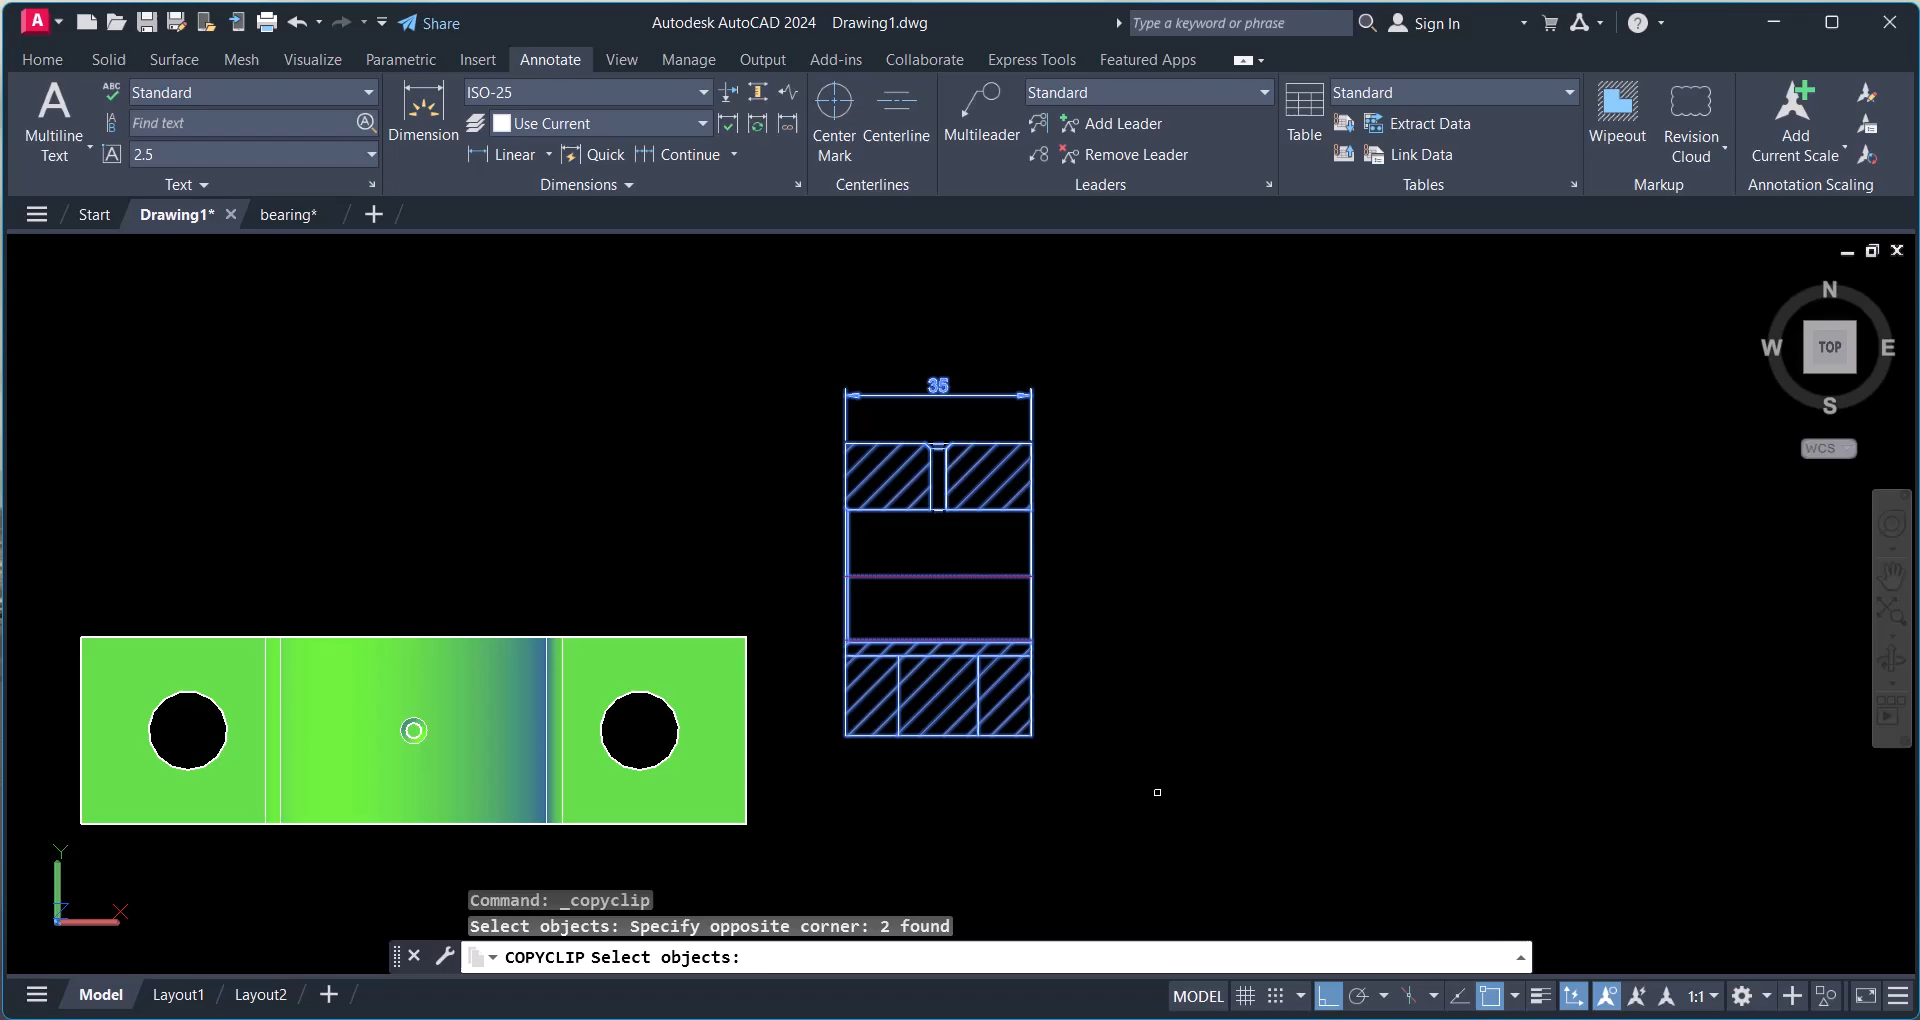 A Share Autodesk AutoCAD 2024 Drawing1.dwg Type a keyword or phrase Sign In ?
Home Solid Surface Mesh Visualize Parametric Insert Annotate View Manage Output Add-ins Collaborate Express Tools Featured Apps
A Multiline Text
ABC Standard
Find text
2.5
Text
Dimension
ISO-25
Use Current
Linear Quick Continue
Dimensions
Center Mark
Centerline
Centerlines
Multileader
Standard
Add Leader
Remove Leader
Leaders
Table
Standard
Extract Data
Link Data
Tables
Wipeout
Revision Cloud
Markup
Add Current Scale
Annotation Scaling
Start Drawing1* bearing*
N
W TOP E
S
WCS
35
Y
Z X
Command: _copyclip
Select objects: Specify opposite corner: 2 found
COPYCLIP Select objects:
Model Layout1 Layout2 MODEL 1:1